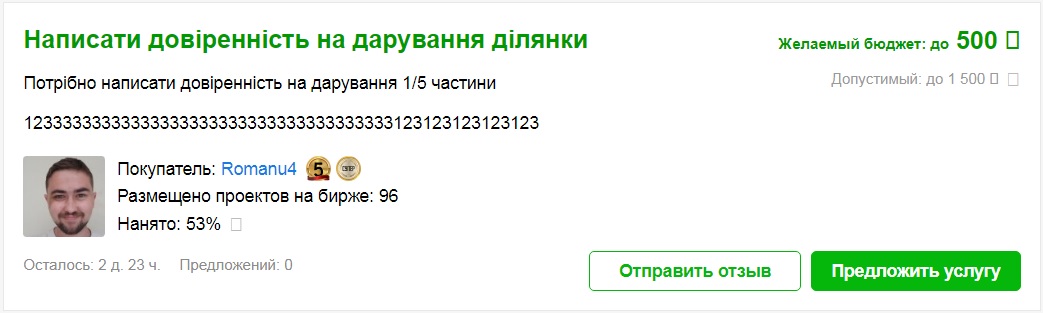 Написати довіренність на дарування ділянки
Желаемый бюджет: до 500
Потрібно написати довіренність на дарування 1/5 частини
Допустимый: до 1 500
12333333333333333333333333333333333333123123123123123
Покупатель: Romanu4
5
Размещено проектов на бирже: 96
Нанято: 53%
Осталось: 2 д. 23 ч. Предложений: 0
Отправить отзыв
Предложить услугу